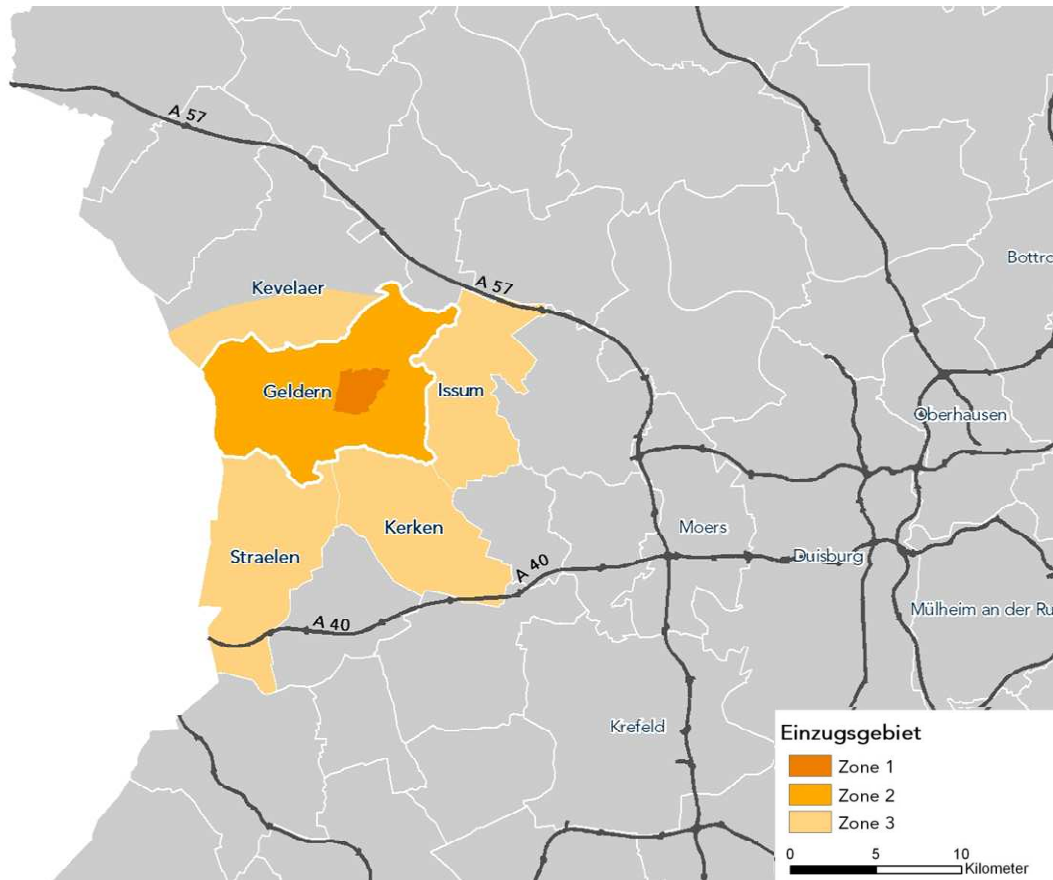 A 57
Bottro
Kevelaer
A 57
Geldern
Issum
Oberhausen
Kerken
Moers
Straelen
A 40
Duisburg
A 40
Mülheim an der Ru
Krefeld
Einzugsgebiet
Zone 1
Zone 2
Zone 3
0 5 10
Kilometer